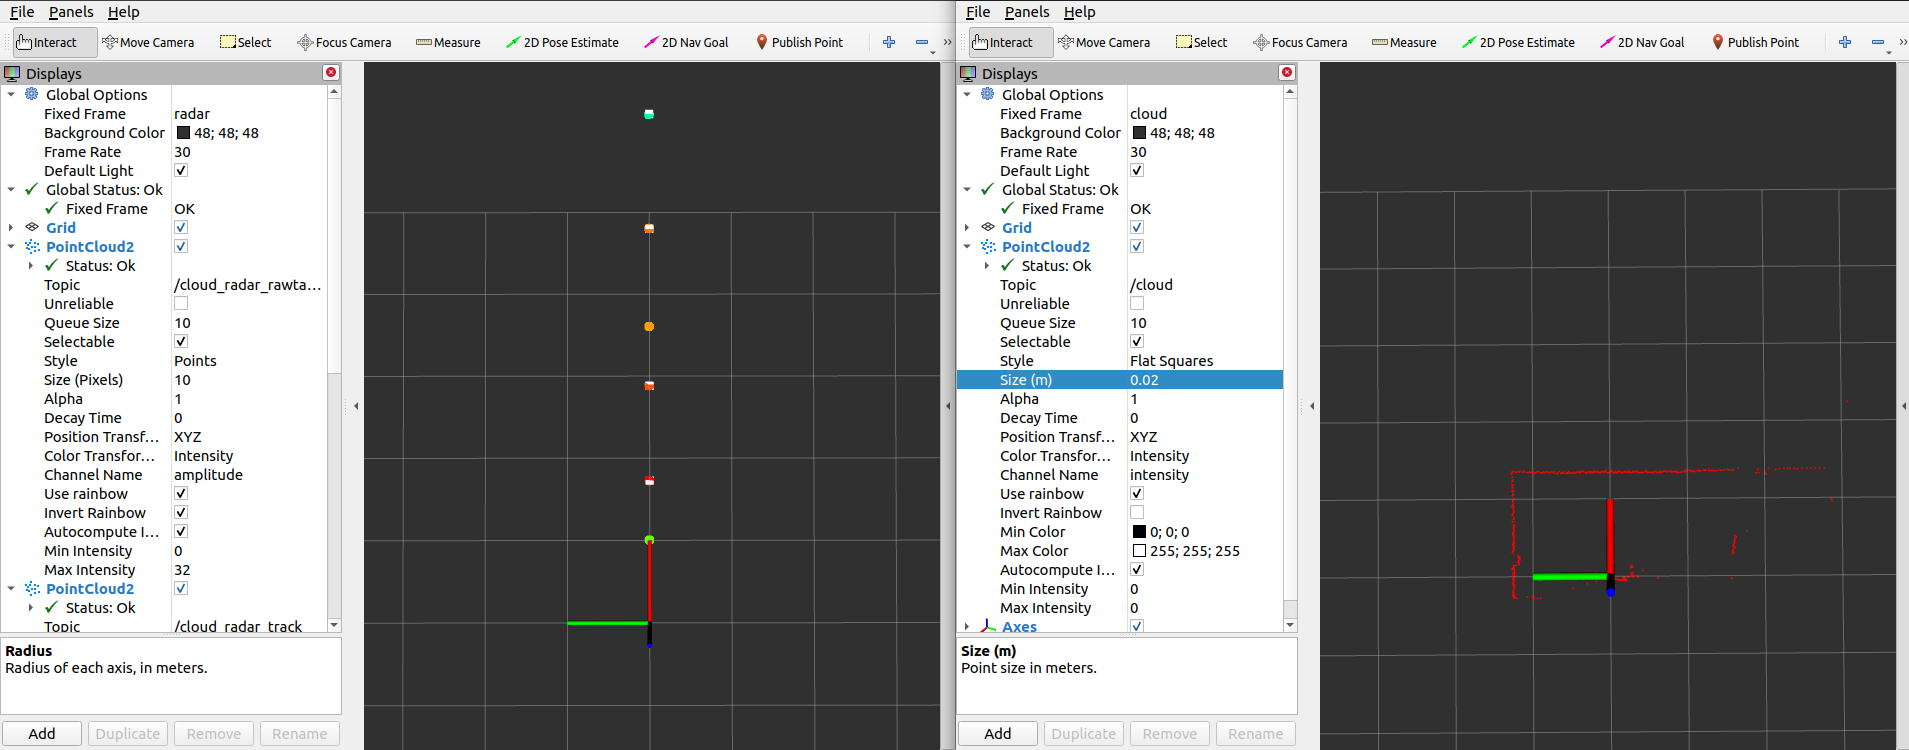 File Panels Help
Interact Move Camera Select Focus Camera Measure 2D Pose Estimate 2D Nav Goal Publish Point »
Displays
Global Options
Fixed Frame radar
Background Color 48; 48; 48
Frame Rate 30
Default Light
Global Status: Ok
Fixed Frame OK
Grid
PointCloud2
Status: Ok
Topic /cloud_radar_rawta...
Unreliable
Queue Size 10
Selectable
Style Points
Size (Pixels) 10
Alpha 1
Decay Time 0
Position Transf... XYZ
Color Transfor... Intensity
Channel Name amplitude
Use rainbow
Invert Rainbow
Autocompute I...
Min Intensity 0
Max Intensity 32
PointCloud2
Status: Ok
Topic /cloud_radar_track
Radius
Radius of each axis, in meters.
Add Duplicate Remove Rename
File Panels Help
Interact Move Camera Select Focus Camera Measure 2D Pose Estimate 2D Nav Goal Publish Point »
Displays
Global Options
Fixed Frame cloud
Background Color 48; 48; 48
Frame Rate 30
Default Light
Global Status: Ok
Fixed Frame OK
Grid
PointCloud2
Status: Ok
Topic /cloud
Unreliable
Queue Size 10
Selectable
Style Flat Squares
Size (m) 0.02
Alpha 1
Decay Time 0
Position Transf... XYZ
Color Transfor... Intensity
Channel Name intensity
Use rainbow
Invert Rainbow
Min Color 0; 0; 0
Max Color 255; 255; 255
Autocompute I...
Min Intensity 0
Max Intensity 0
Axes
Size (m)
Point size in meters.
Add Duplicate Remove Rename